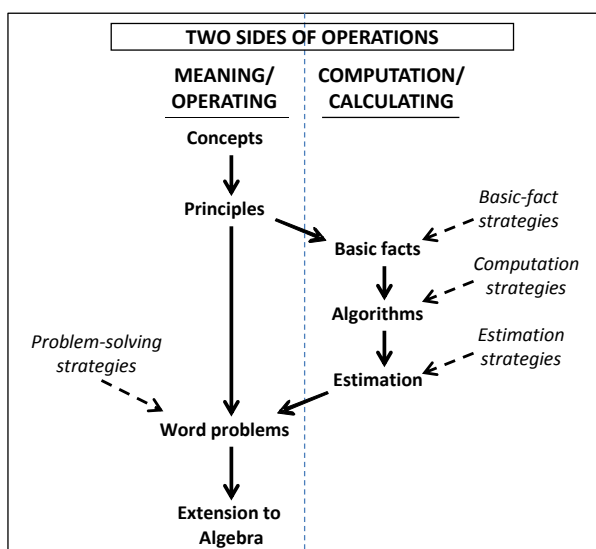 TWO SIDES OF OPERATIONS
MEANING/
OPERATING
COMPUTATION/
CALCULATING
Concepts
Principles
Basic-fact
strategies
Basic facts
Computation
strategies
Algorithms
Problem-solving
strategies
Estimation
strategies
Estimation
Word problems
Extension to
Algebra